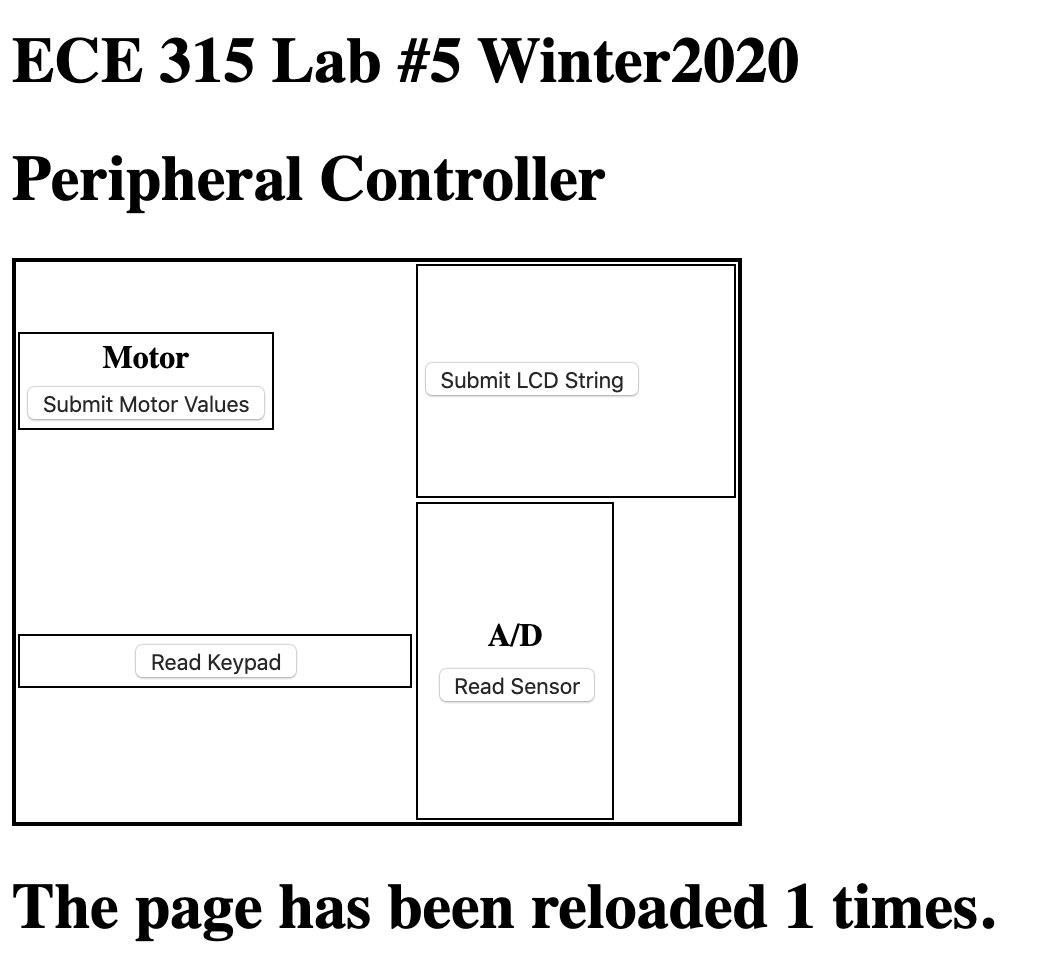 ECE 315 Lab #5 Winter2020
Peripheral Controller
Motor
Submit Motor Values
Submit LCD String
Read Keypad
A/D
Read Sensor
The page has been reloaded 1 times.